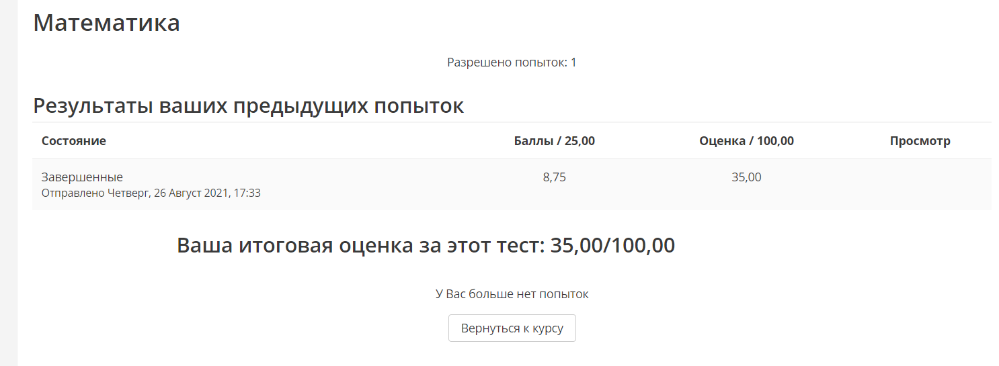 Математика
Разрешено попыток: 1
Результаты ваших предыдущих попыток
Состояние Баллы / 25,00 Оценка / 100,00 Просмотр
Завершенные 8,75 35,00
Отправлено Четверг, 26 Август 2021, 17:33
Ваша итоговая оценка за этот тест: 35,00/100,00
У Вас больше нет попыток
Вернуться к курсу